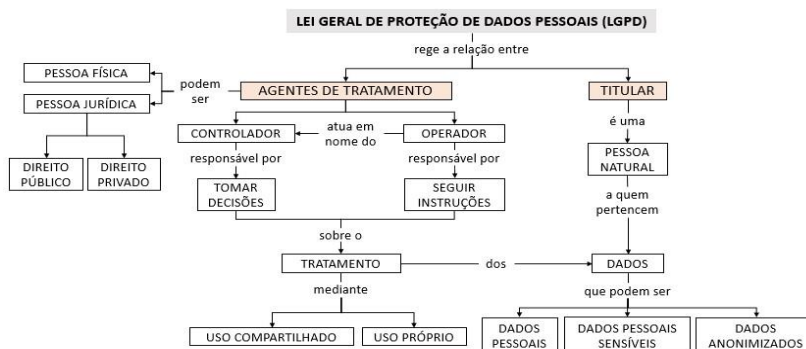 LEI GERAL DE PROTEÇÃO DE DADOS PESSOAIS (LGPD)
rege a relação entre
PESSOA FÍSICA
podem
ser
AGENTES DE TRATAMENTO
TITULAR
PESSOA JURÍDICA
é uma
CONTROLADOR
atua em
nome do
OPERADOR
PESSOA
NATURAL
DIREITO
PÚBLICO
DIREITO
PRIVADO
responsável por
responsável por
TOMAR
DECISÕES
SEGUIR
INSTRUÇÕES
a quem
pertencem
sobre o
TRATAMENTO
dos
DADOS
mediante
que podem ser
USO COMPARTILHADO
USO PRÓPRIO
DADOS
PESSOAIS
DADOS PESSOAIS
SENSÍVEIS
DADOS
ANONIMIZADOS